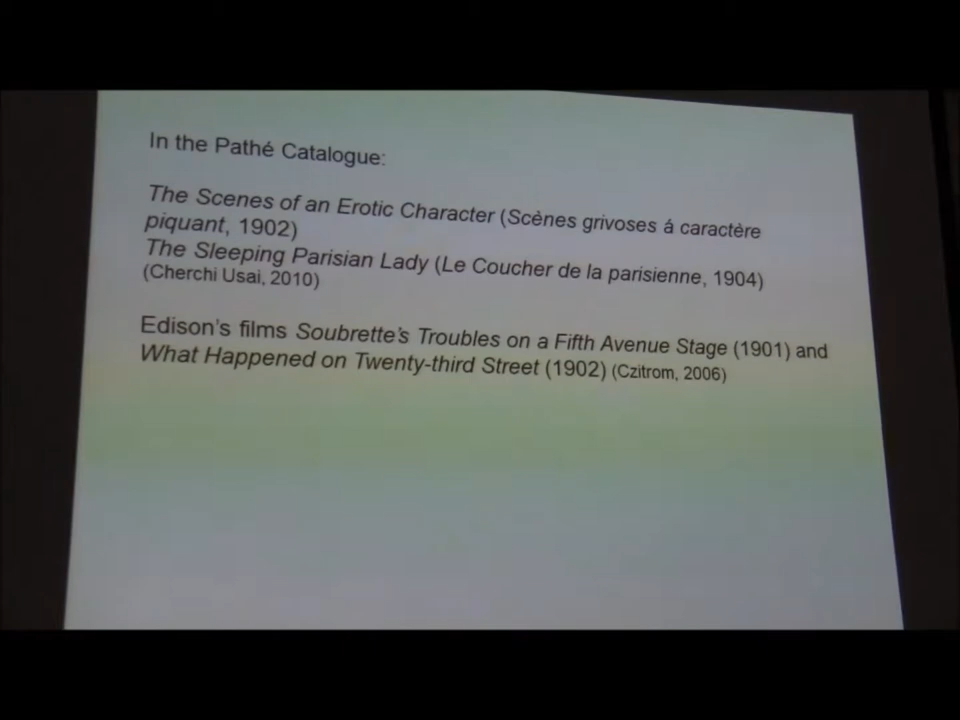 In the Pathé Catalogue:
The Scenes of an Erotic Character (Scènes grivoses á caractère
piquant, 1902)
The Sleeping Parisian Lady (Le Coucher de la parisienne, 1904)
(Cherchi Usai, 2010)
Edison's films Soubrette's Troubles on a Fifth Avenue Stage (1901) and
What Happened on Twenty-third Street (1902) (Czitrom, 2006)